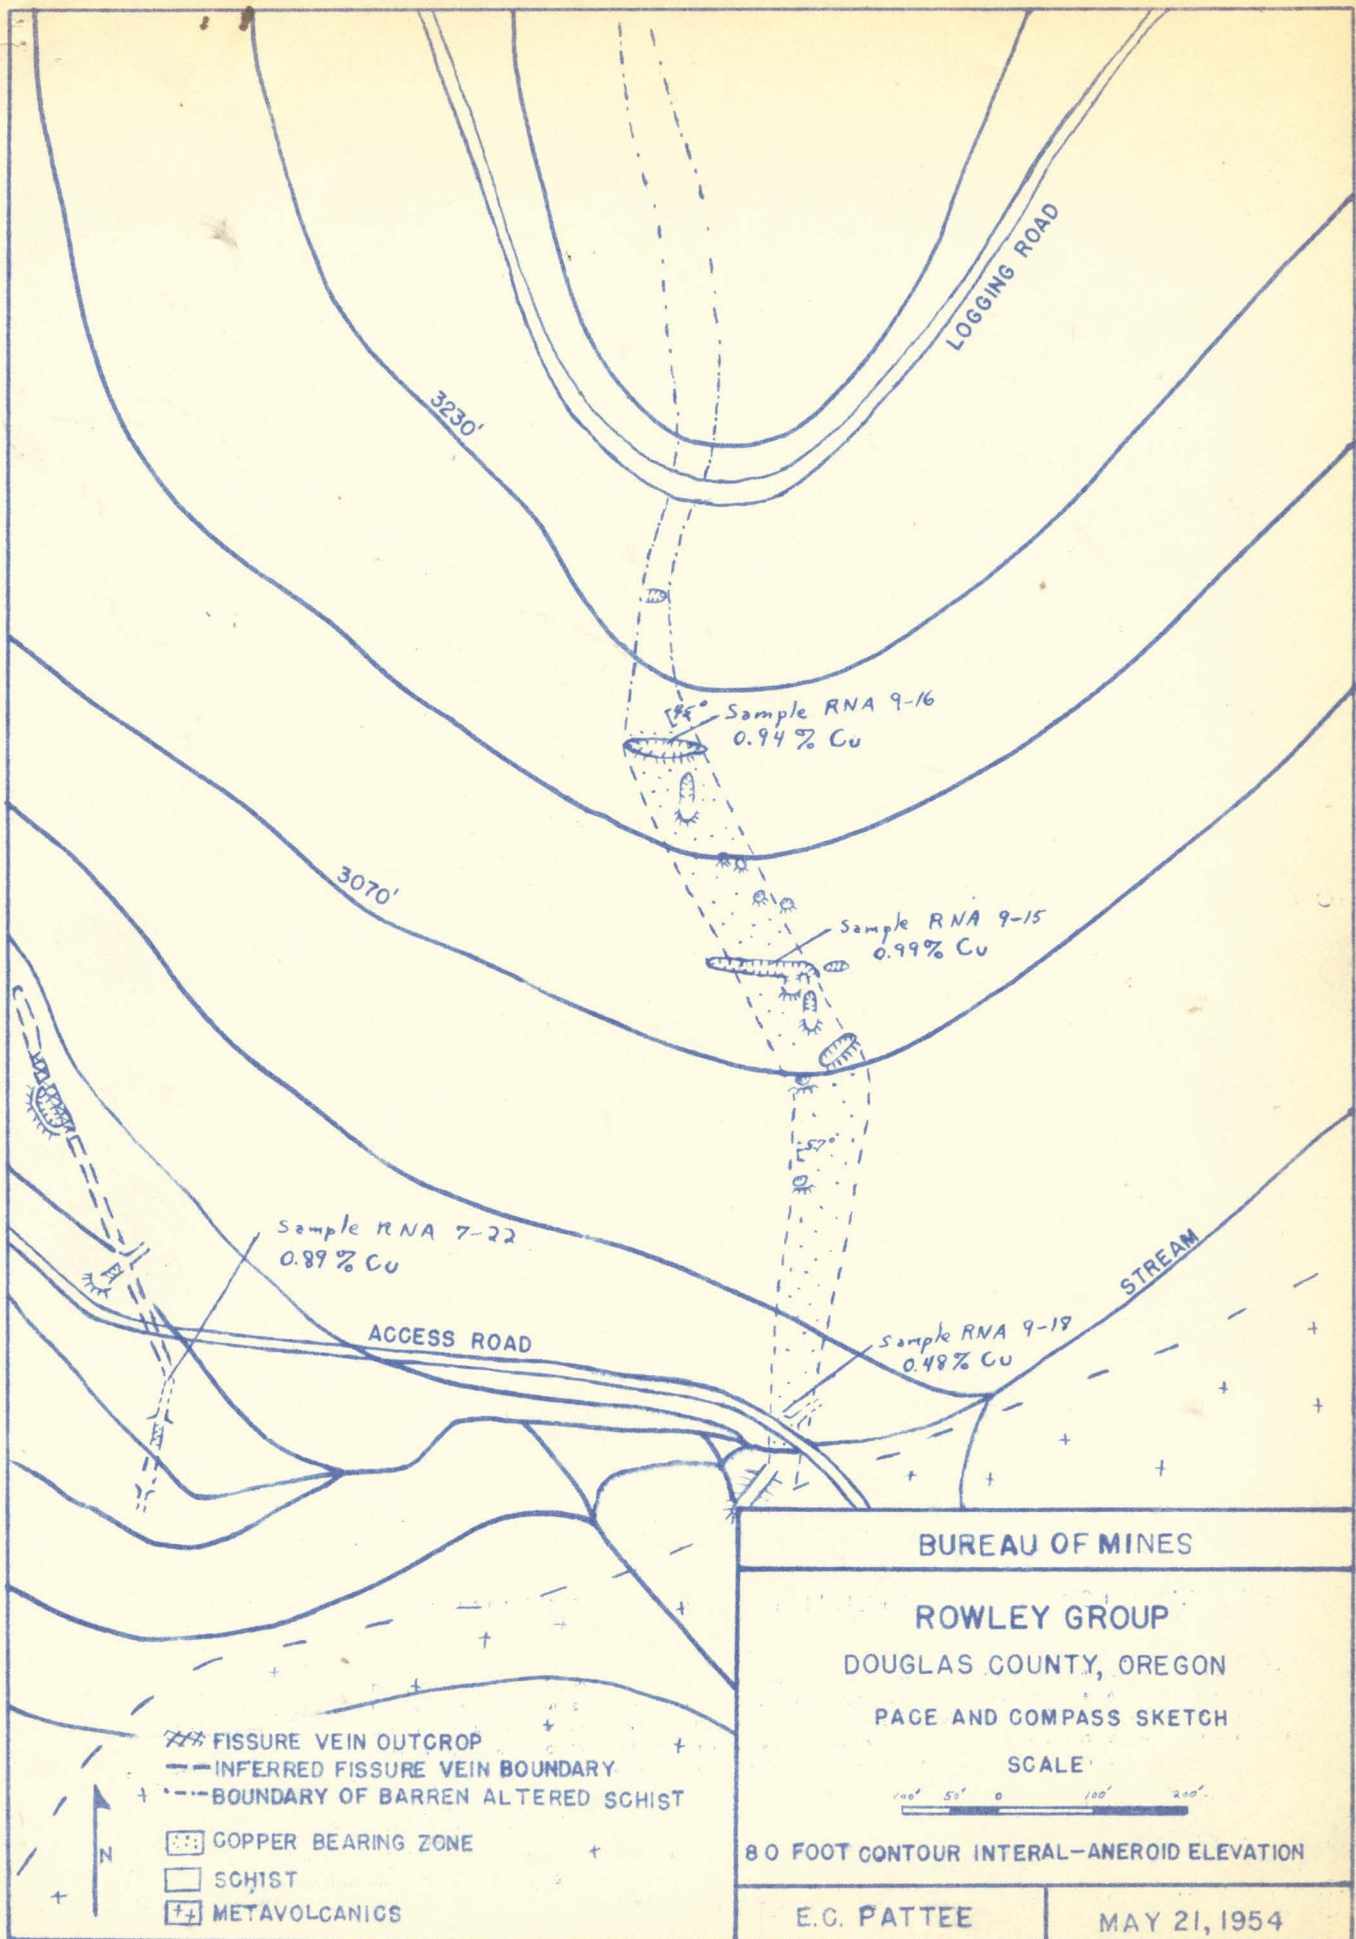 LOGGING ROAD
3230'
45°
Sample RNA 9-16
0.94 % Cu
3070'
Sample RNA 9-15
0.99% Cu
57°
Sample RNA 7-22
0.89 % Cu
STREAM
ACCESS ROAD
Sample RNA 9-18
0.48% Cu
BUREAU OF MINES
ROWLEY GROUP
DOUGLAS COUNTY, OREGON
PACE AND COMPASS SKETCH
SCALE
100' 50' 0 100' 200'
80 FOOT CONTOUR INTERAL-ANEROID ELEVATION
E.C. PATTEE
MAY 21, 1954
FISSURE VEIN OUTCROP
INFERRED FISSURE VEIN BOUNDARY
BOUNDARY OF BARREN ALTERED SCHIST
COPPER BEARING ZONE
SCHIST
METAVOLCANICS
N